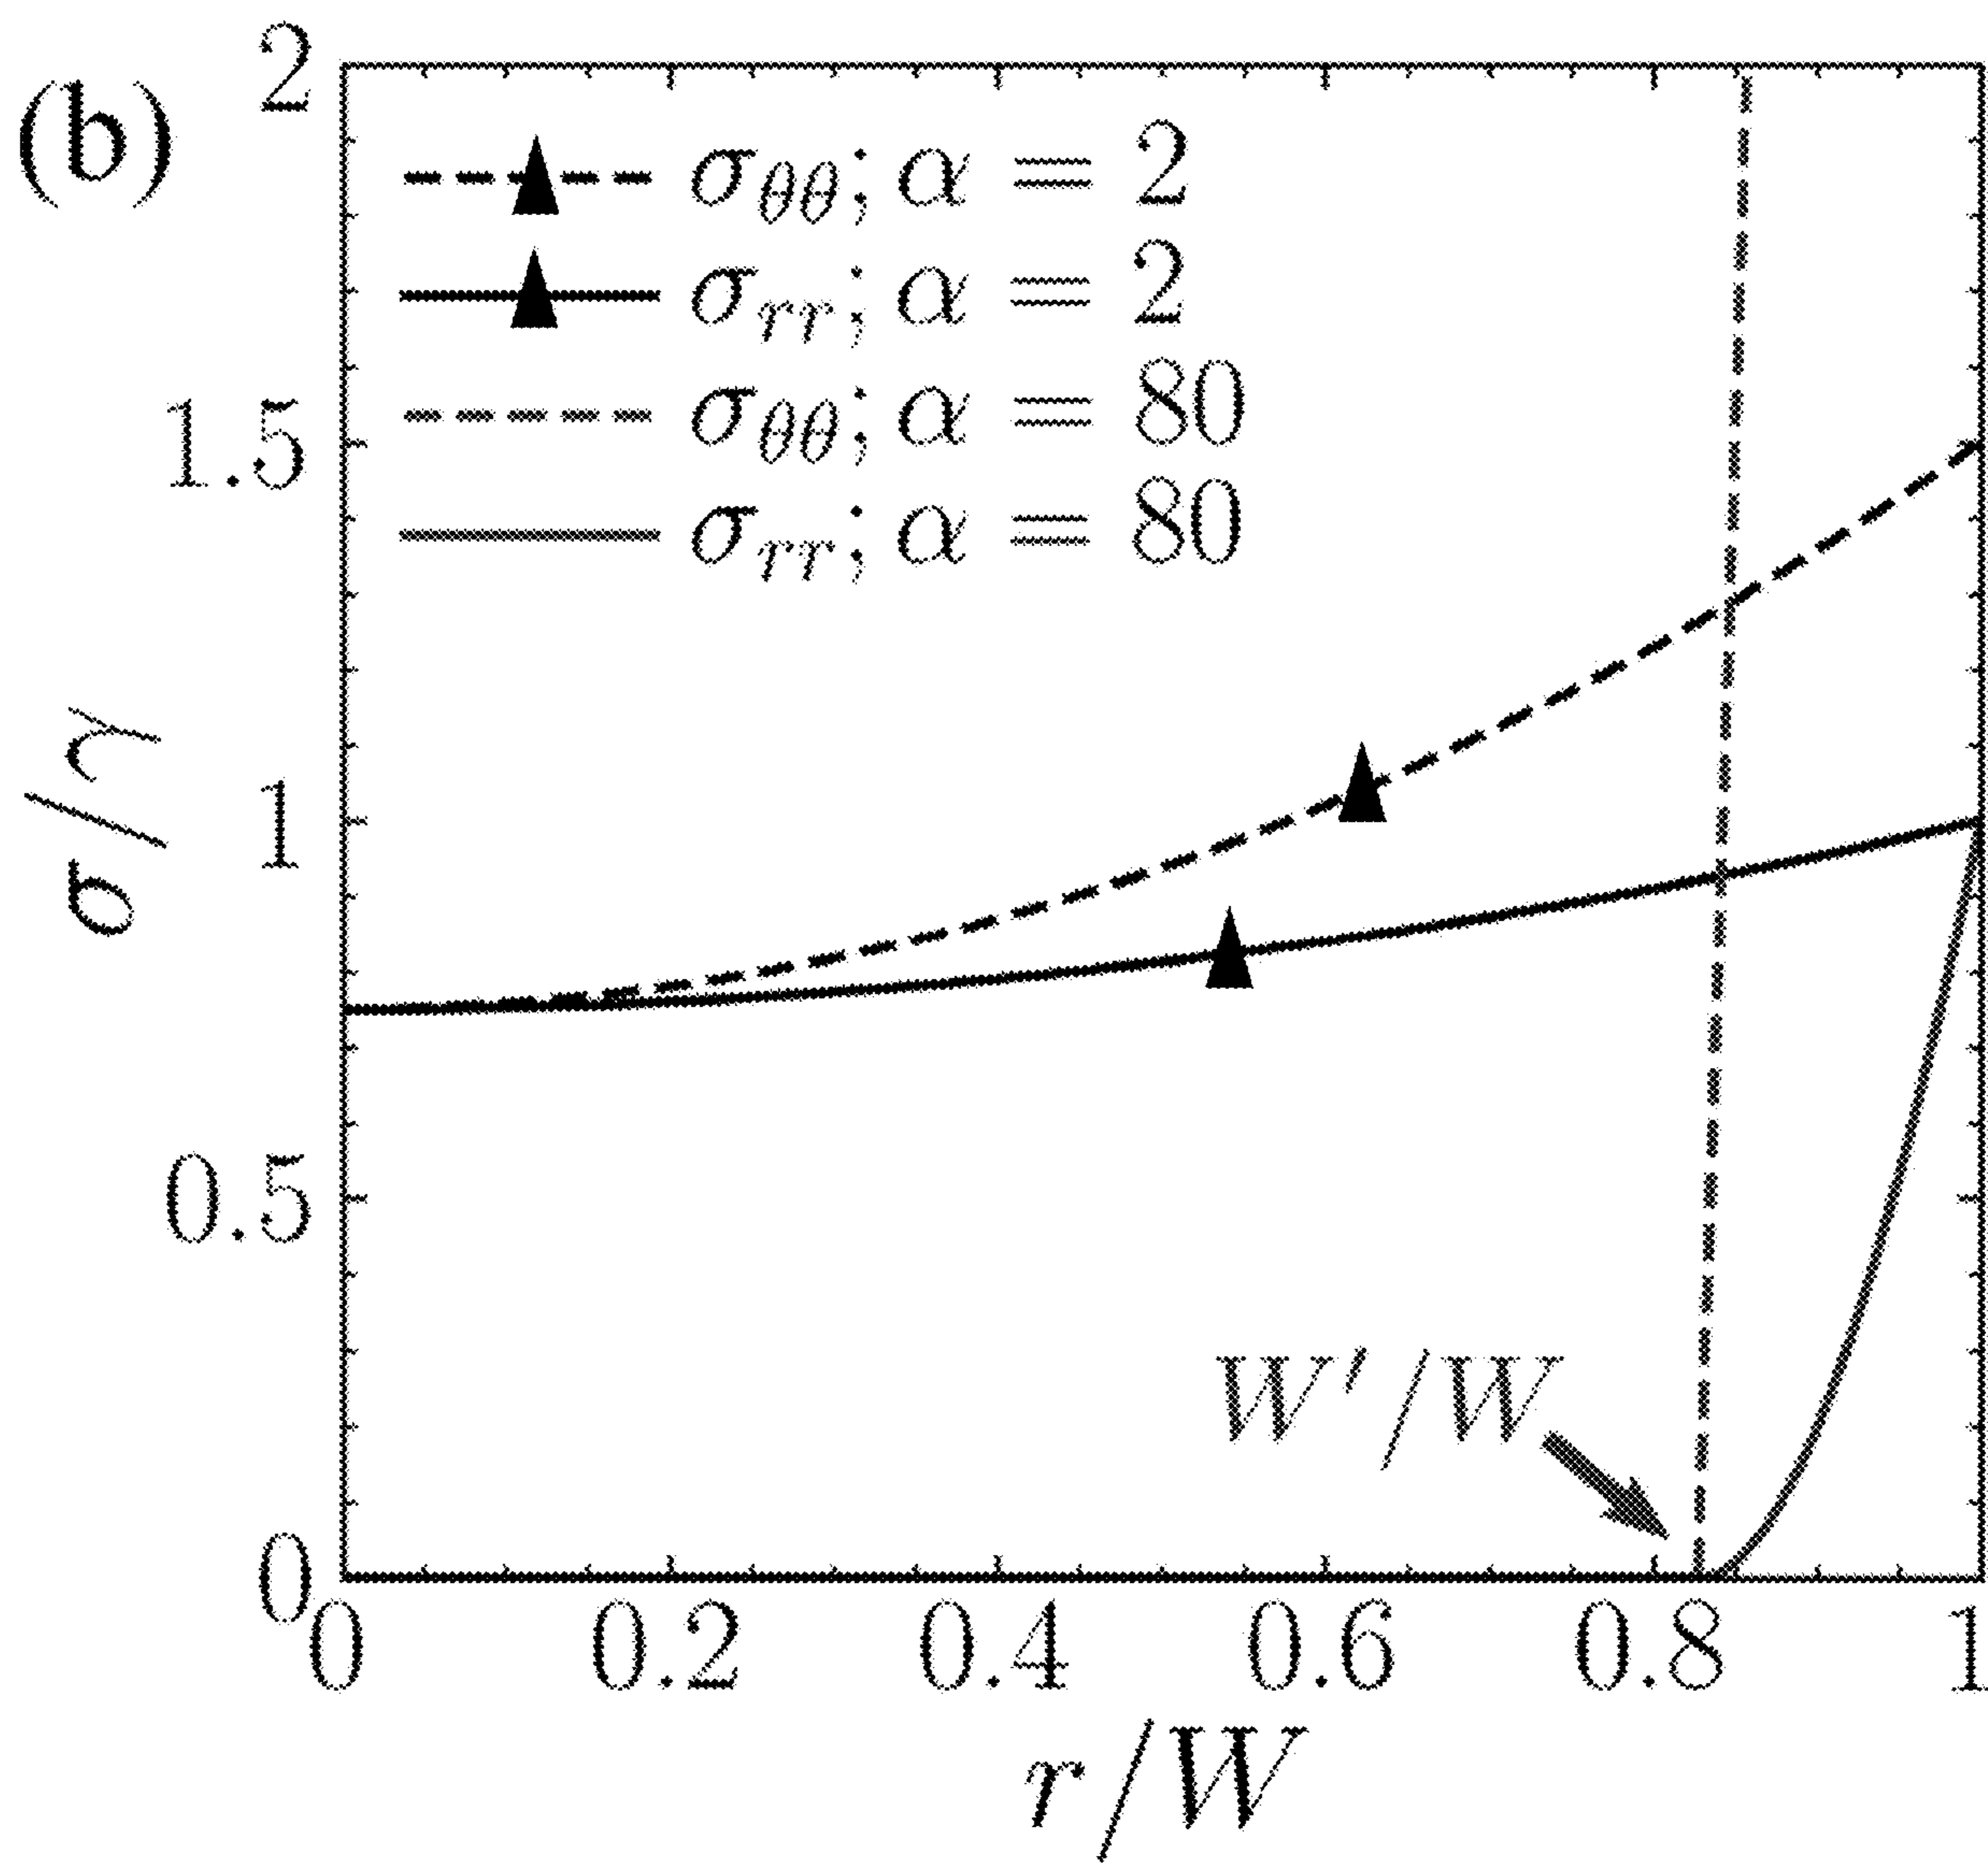 (b)
2
σθθ; α = 2
σrr; α = 2
σθθ; α = 80
σrr; α = 80
1.5
σ/γ
1
0.5
W′/W
0
0 0.2 0.4 0.6 0.8 1
r/W